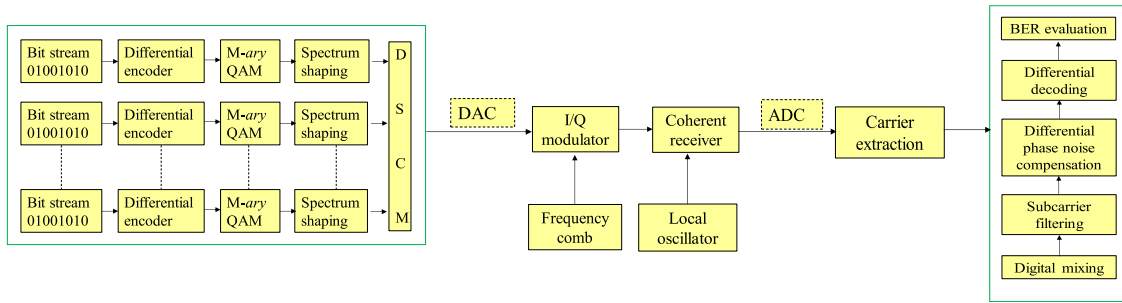 Bit stream
01001010
Differential
encoder
M-ary
QAM
Spectrum
shaping
Bit stream
01001010
Differential
encoder
M-ary
QAM
Spectrum
shaping
Bit stream
01001010
Differential
encoder
M-ary
QAM
Spectrum
shaping
D
S
C
M
DAC
I/Q
modulator
Frequency
comb
Coherent
receiver
Local
oscillator
ADC
Carrier
extraction
BER evaluation
Differential
decoding
Differential
phase noise
compensation
Subcarrier
filtering
Digital mixing